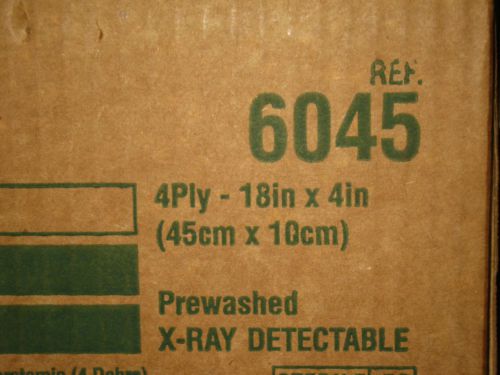 REF.
6045
4Ply - 18in x 4in
(45cm x 10cm)
Prewashed
X-RAY DETECTABLE